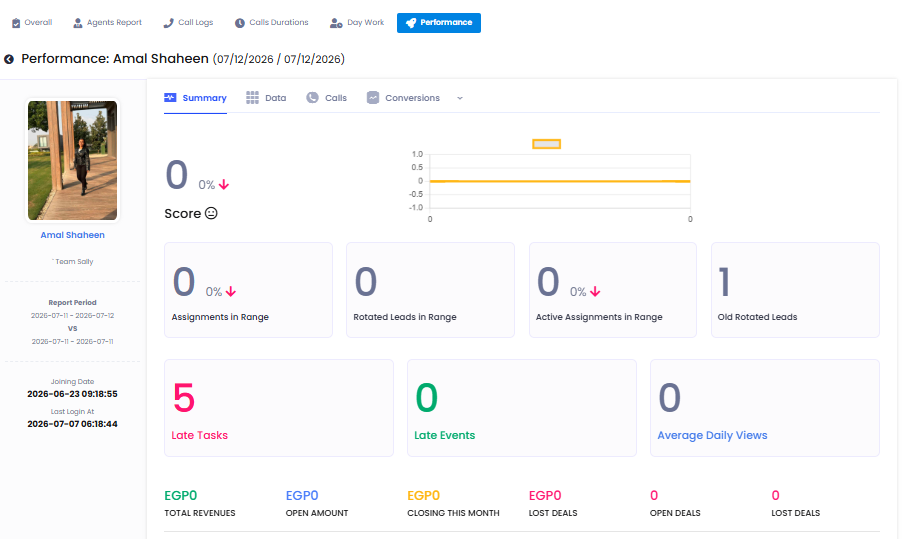 Overall
Agents Report
Call Logs
Calls Durations
Day Work
Performance
Performance: Amal Shaheen (07/12/2026 / 07/12/2026)
Amal Shaheen
' Team Sally
Report Period
2026-07-11 - 2026-07-12
VS
2026-07-11 - 2026-07-11
Joining Date
2026-06-23 09:18:55
Last Login At
2026-07-07 06:18:44
Summary
Data
Calls
Conversions
0 0%
Score
1.0
0.5
0
-0.5
-1.0
0 0
0 0%
Assignments in Range
0
Rotated Leads in Range
0 0%
Active Assignments in Range
1
Old Rotated Leads
5
Late Tasks
0
Late Events
0
Average Daily Views
EGP0
TOTAL REVENUES
EGP0
OPEN AMOUNT
EGP0
CLOSING THIS MONTH
EGP0
LOST DEALS
0
OPEN DEALS
0
LOST DEALS